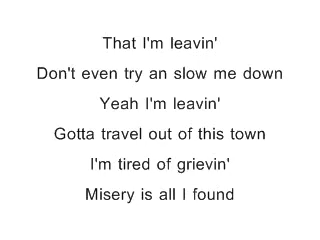 That I'm leavin'
Don't even try an slow me down
Yeah I'm leavin'
Gotta travel out of this town
I'm tired of grievin'
Misery is all I found